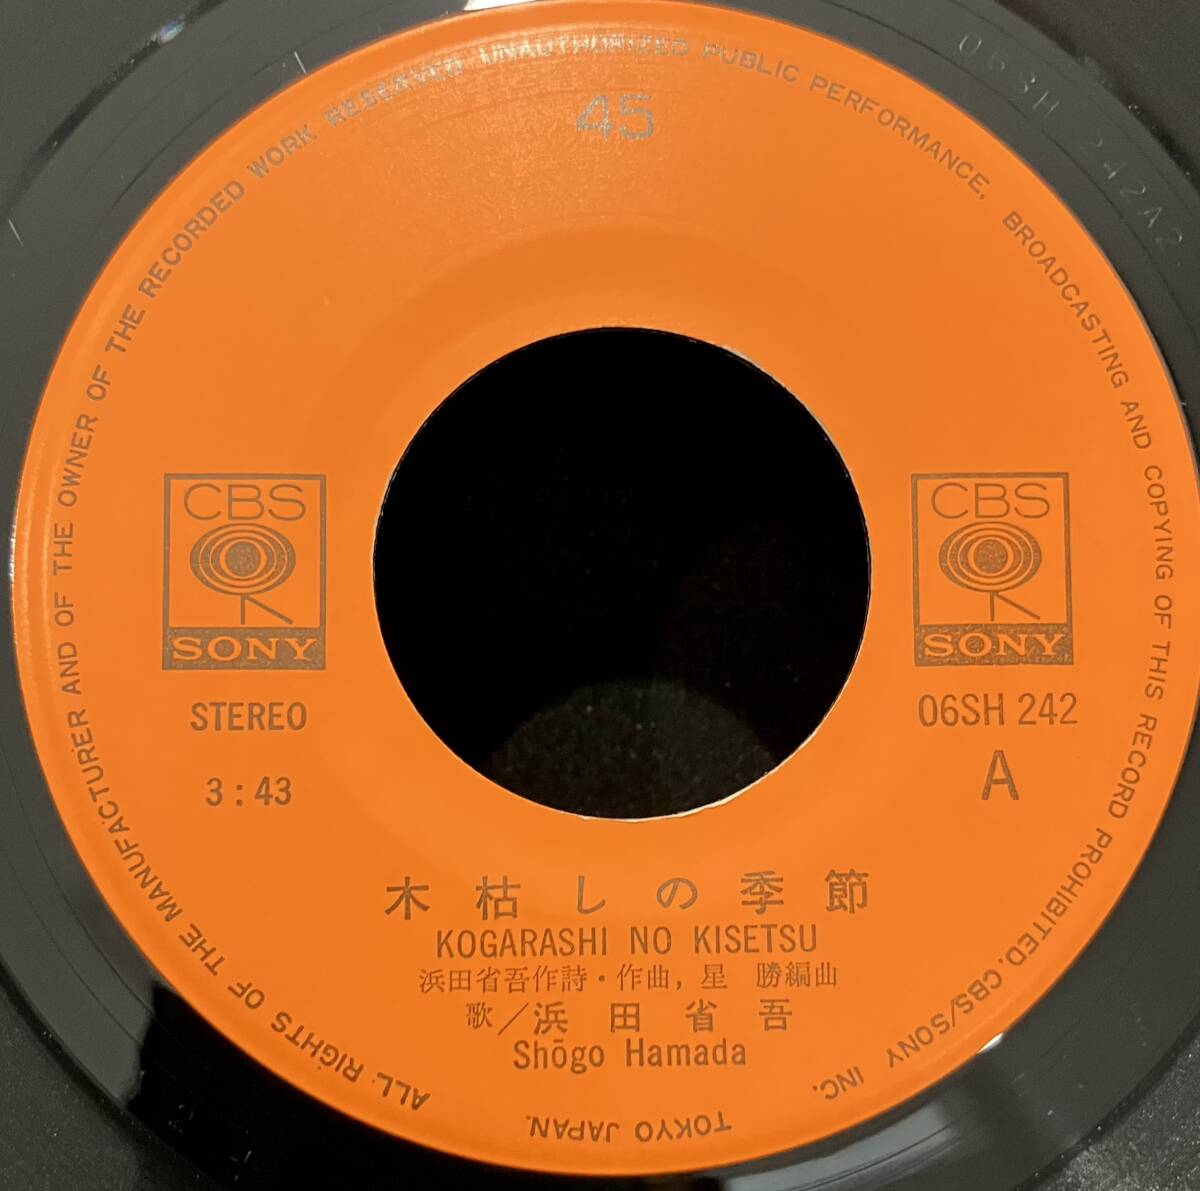 ALL RIGHTS OF THE MANUFACTURER AND OF THE OWNER OF THE RECORDED WORK RESERVED UNAUTHORIZED PUBLIC PERFORMANCE, BROADCASTING AND COPYING OF THIS RECORD PROHIBITED. CBS/SONY INC.
TOKYO JAPAN.
06SH 242A2
45
CBS
SONY
CBS
SONY
STEREO
06SH 242
3:43
A
木枯しの季節
KOGARASHI NO KISETSU
浜田省吾作詩・作曲, 星 勝編曲
歌／浜田省吾
Shōgo Hamada